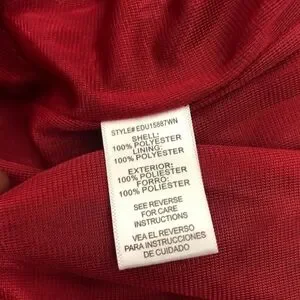 STYLE# EDU15887WN
SHELL:
100% POLYESTER
LINING:
100% POLYESTER
EXTERIOR:
100% POLIESTER
FORRO:
100% POLIESTER
SEE REVERSE
FOR CARE
INSTRUCTIONS
VEA EL REVERSO
PARA INSTRUCCIONES
DE CUIDADO